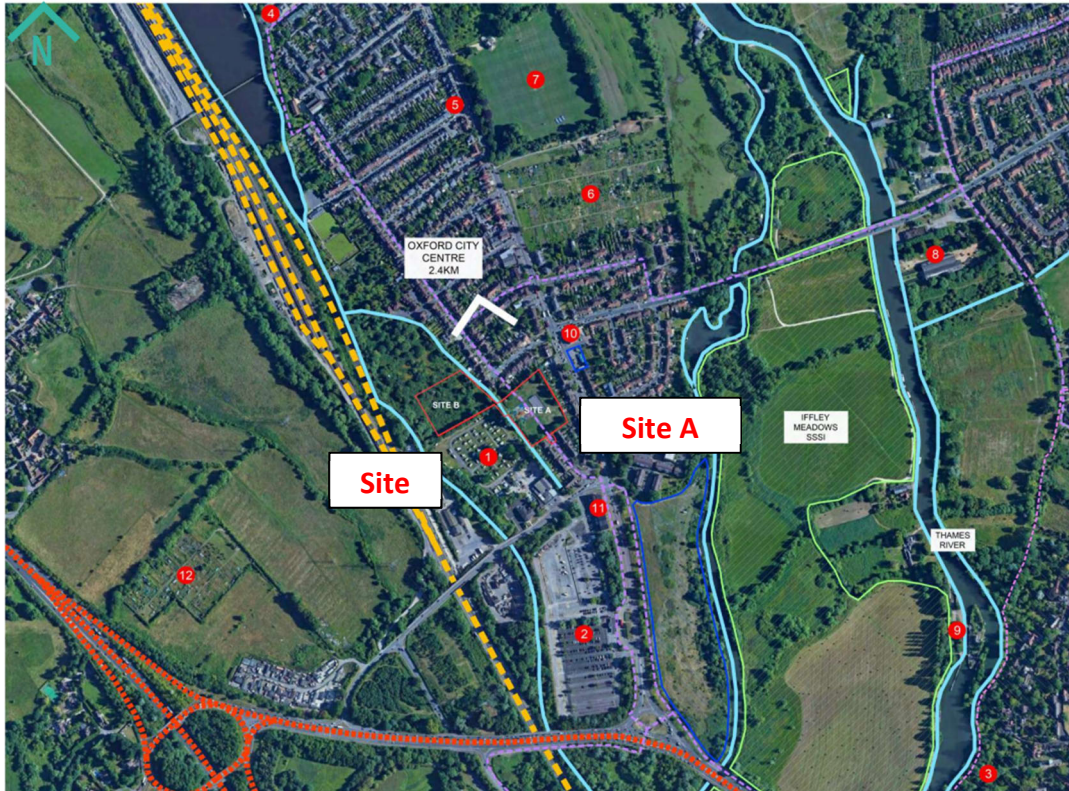 4
N
7
5
6
OXFORD CITY
CENTRE
2.4KM
8
10
SITE B
SITE A
Site A
IFFLEY
MEADOWS
SSSI
1
Site
11
THAMES
RIVER
12
2
9
3